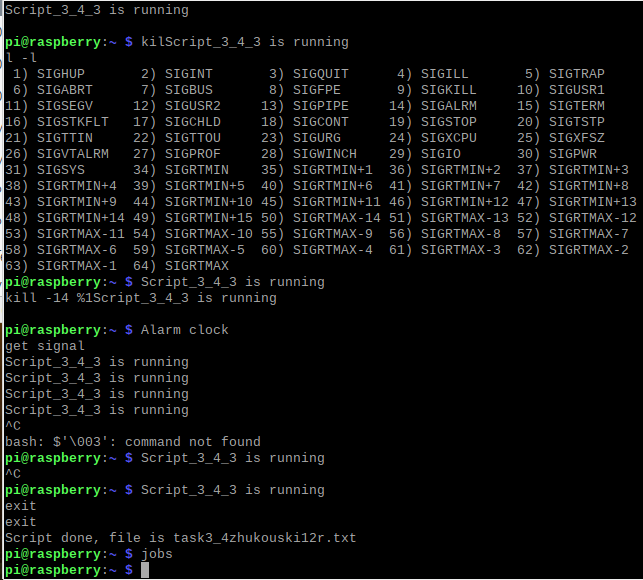 Script_3_4_3 is running
pi@raspberry:~ $ kilScript_3_4_3 is running
l -l
 1) SIGHUP       2) SIGINT       3) SIGQUIT      4) SIGILL       5) SIGTRAP
 6) SIGABRT      7) SIGBUS       8) SIGFPE       9) SIGKILL     10) SIGUSR1
11) SIGSEGV     12) SIGUSR2     13) SIGPIPE     14) SIGALRM     15) SIGTERM
16) SIGSTKFLT   17) SIGCHLD     18) SIGCONT     19) SIGSTOP     20) SIGTSTP
21) SIGTTIN     22) SIGTTOU     23) SIGURG      24) SIGXCPU     25) SIGXFSZ
26) SIGVTALRM   27) SIGPROF     28) SIGWINCH    29) SIGIO       30) SIGPWR
31) SIGSYS      34) SIGRTMIN    35) SIGRTMIN+1  36) SIGRTMIN+2  37) SIGRTMIN+3
38) SIGRTMIN+4  39) SIGRTMIN+5  40) SIGRTMIN+6  41) SIGRTMIN+7  42) SIGRTMIN+8
43) SIGRTMIN+9  44) SIGRTMIN+10 45) SIGRTMIN+11 46) SIGRTMIN+12 47) SIGRTMIN+13
48) SIGRTMIN+14 49) SIGRTMIN+15 50) SIGRTMAX-14 51) SIGRTMAX-13 52) SIGRTMAX-12
53) SIGRTMAX-11 54) SIGRTMAX-10 55) SIGRTMAX-9  56) SIGRTMAX-8  57) SIGRTMAX-7
58) SIGRTMAX-6  59) SIGRTMAX-5  60) SIGRTMAX-4  61) SIGRTMAX-3  62) SIGRTMAX-2
63) SIGRTMAX-1  64) SIGRTMAX
pi@raspberry:~ $ Script_3_4_3 is running
kill -14 %1Script_3_4_3 is running
pi@raspberry:~ $ Alarm clock
get signal
Script_3_4_3 is running
Script_3_4_3 is running
Script_3_4_3 is running
Script_3_4_3 is running
^C
bash: $'\003': command not found
pi@raspberry:~ $ Script_3_4_3 is running
^C
pi@raspberry:~ $ Script_3_4_3 is running
exit
exit
Script done, file is task3_4zhukouski12r.txt
pi@raspberry:~ $ jobs
pi@raspberry:~ $